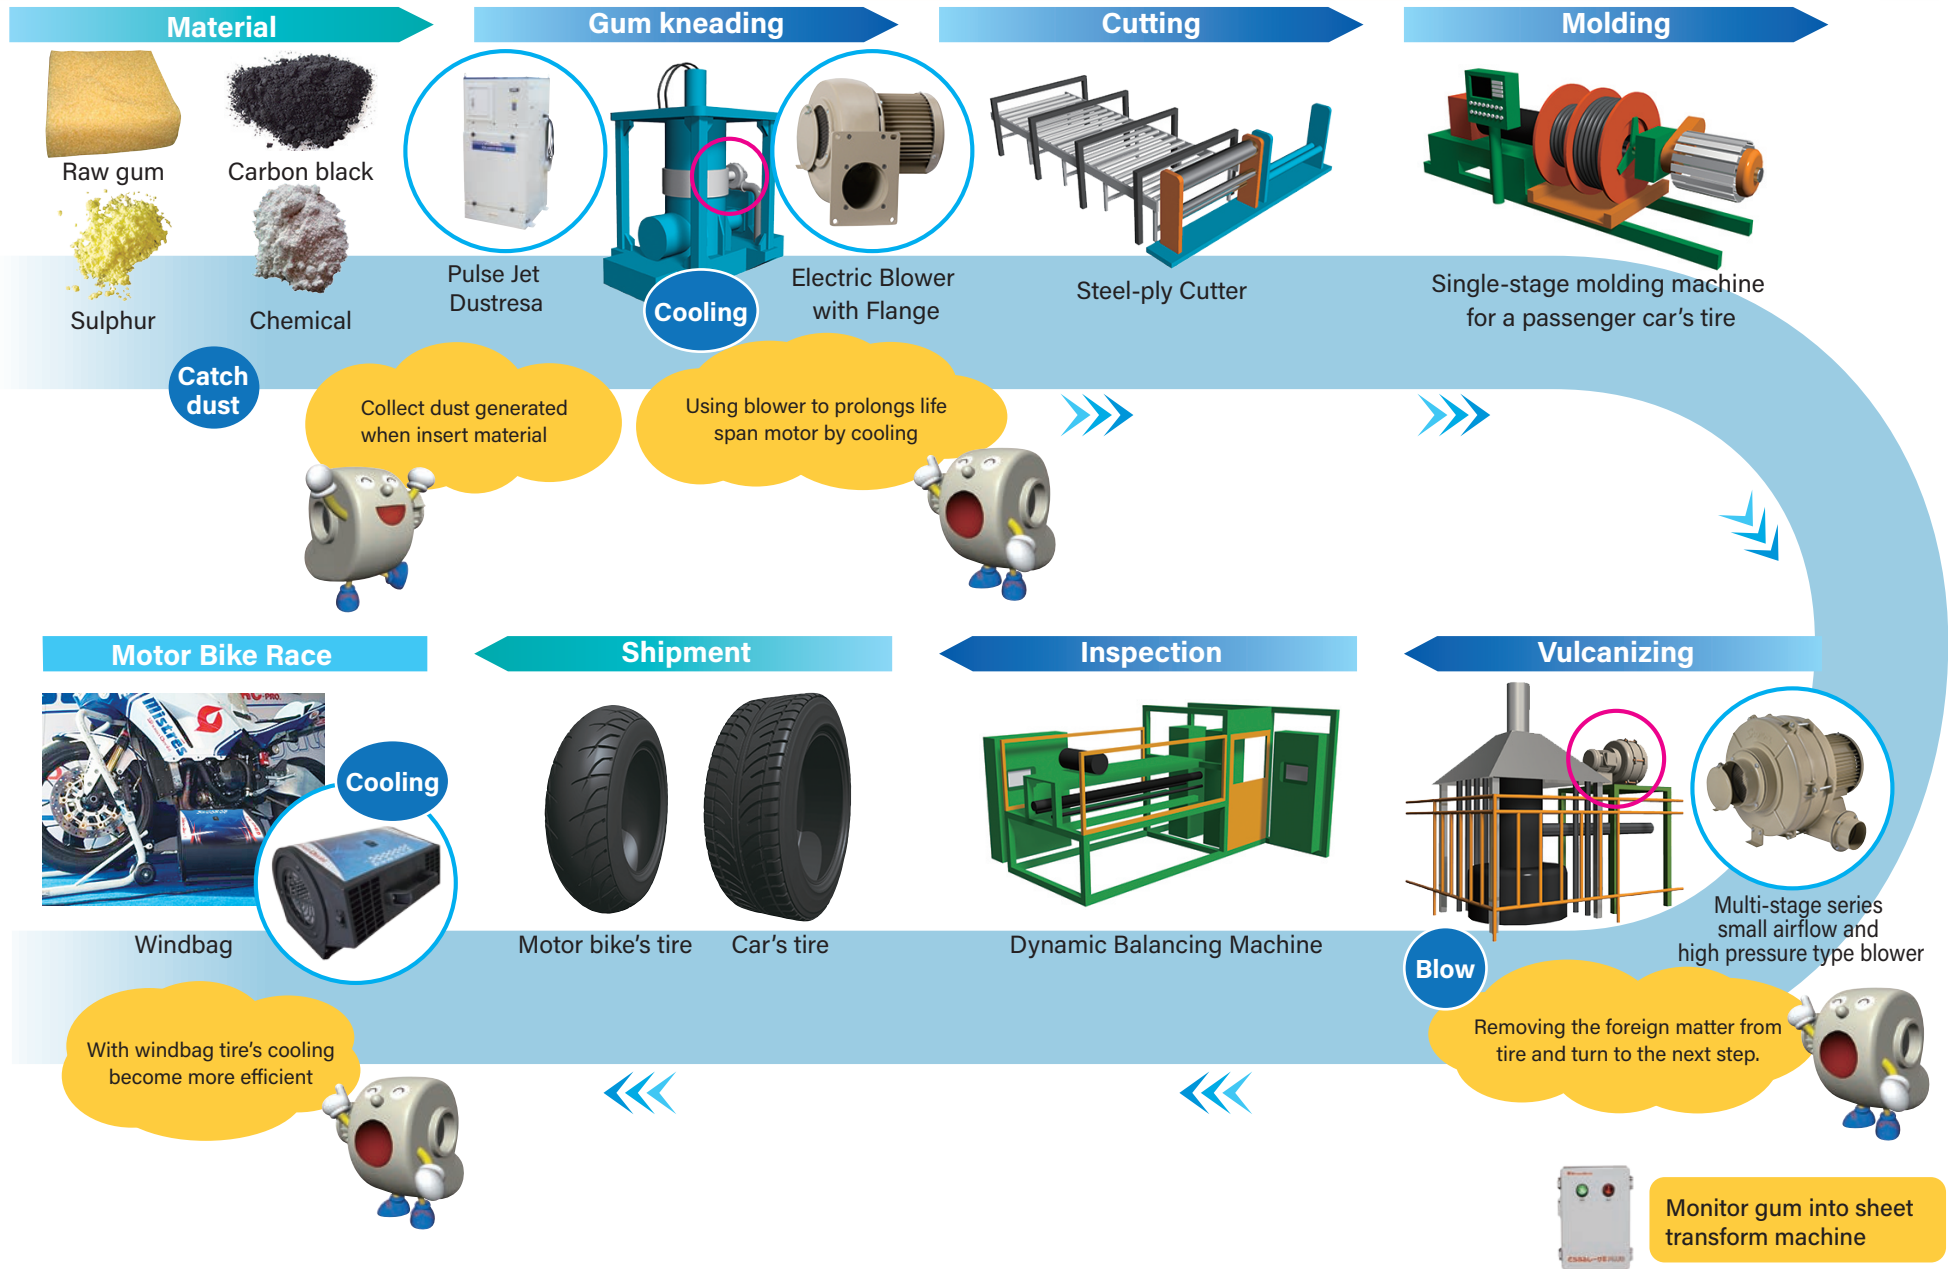 Material
Gum kneading
Cutting
Molding
Raw gum
Carbon black
Sulphur
Chemical
Pulse Jet
Dustresa
Cooling
Electric Blower
with Flange
Steel-ply Cutter
Single-stage molding machine
for a passenger car's tire
Catch
dust
Collect dust generated
when insert material
Using blower to prolongs life
span motor by cooling
Motor Bike Race
Shipment
Inspection
Vulcanizing
Mistres
Cooling
Windbag
Motor bike's tire
Car's tire
Dynamic Balancing Machine
Multi-stage series
small airflow and
high pressure type blower
Blow
Removing the foreign matter from
tire and turn to the next step.
With windbag tire's cooling
become more efficient
Monitor gum into sheet
transform machine